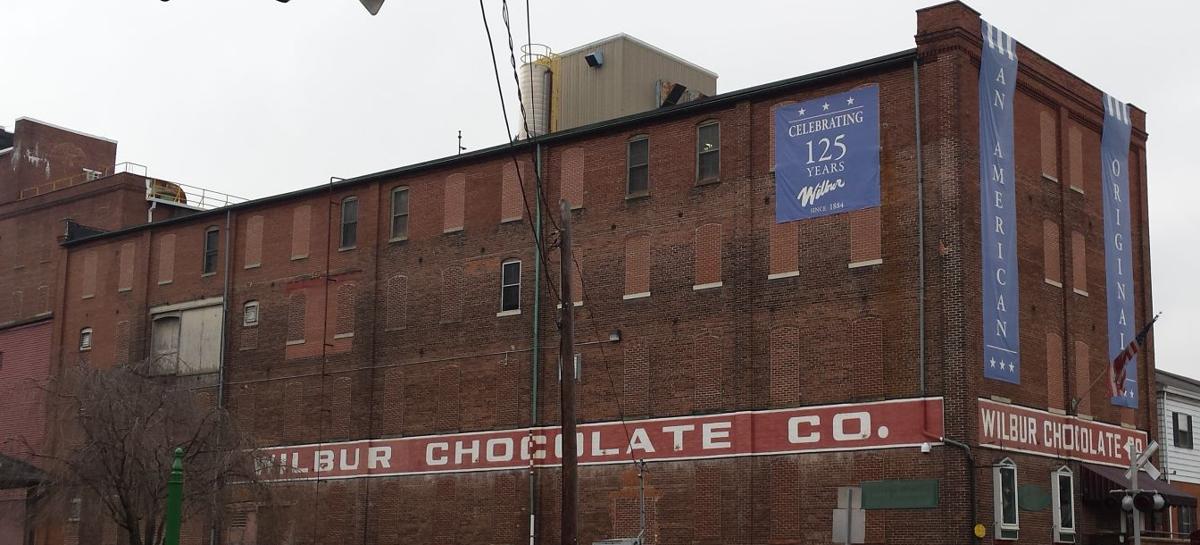 CELEBRATING
125
YEARS
Wilbur
SINCE 1884
AN AMERICAN
ORIGINAL
WILBUR CHOCOLATE CO.
WILBUR CHOCOLATE CO